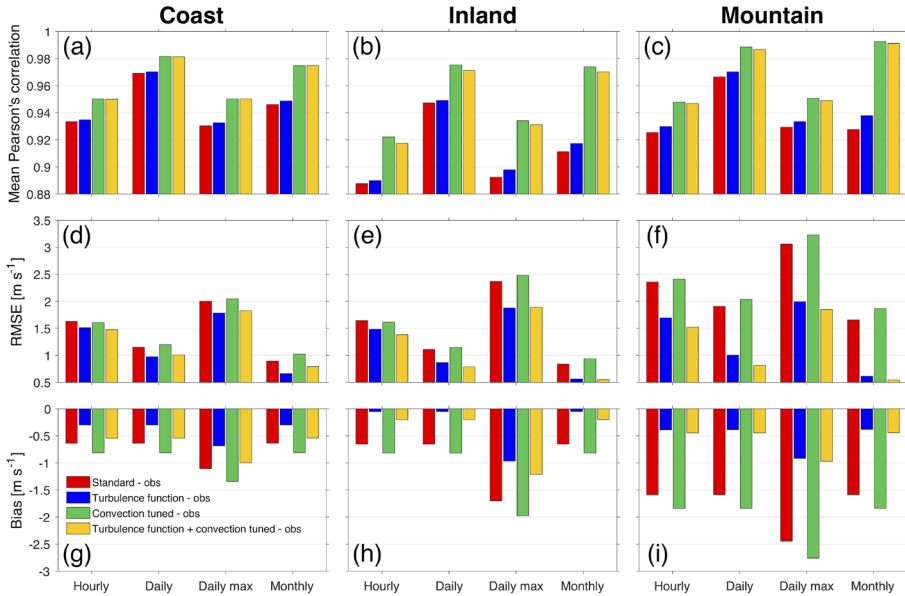 Coast Inland Mountain
Mean Pearson's correlation
1
0.98
0.96
0.94
0.92
0.9
0.88
(a) (b) (c)
RMSE [m s⁻¹]
3.5
3
2.5
2
1.5
1
0.5
(d) (e) (f)
Bias [m s⁻¹]
0
-0.5
-1
-1.5
-2
-2.5
-3
Standard - obs
Turbulence function - obs
Convection tuned - obs
Turbulence function + convection tuned - obs
(g) (h) (i)
Hourly Daily Daily max Monthly Hourly Daily Daily max Monthly Hourly Daily Daily max Monthly